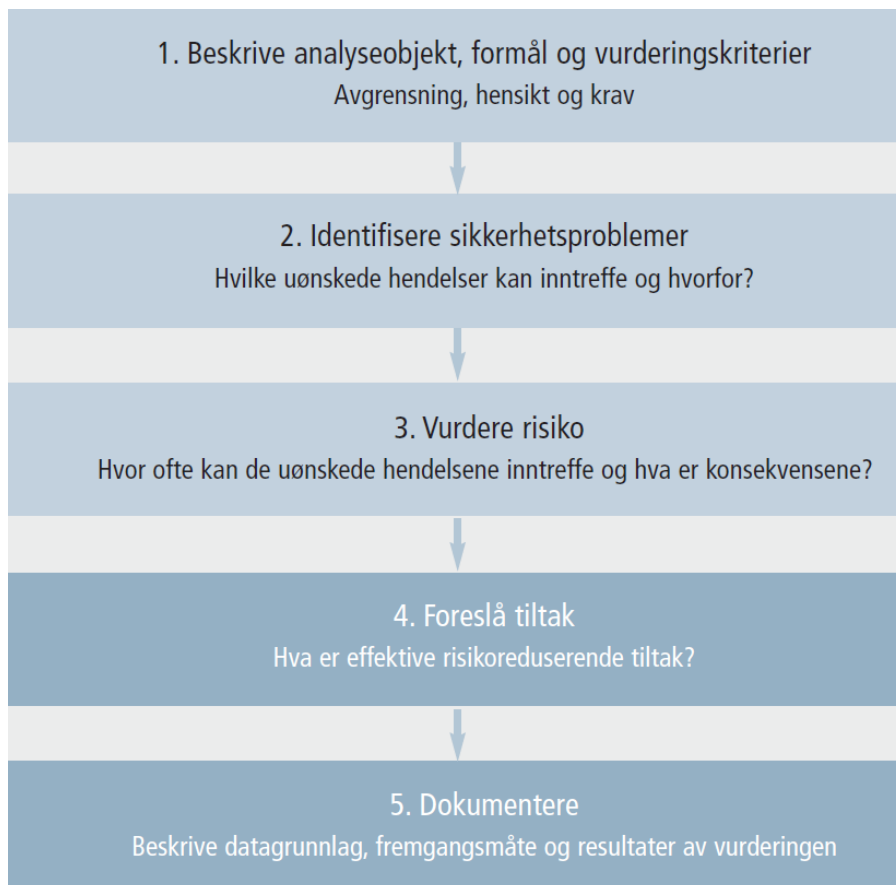 1. Beskrive analyseobjekt, formål og vurderingskriterier
Avgrensning, hensikt og krav
2. Identifisere sikkerhetsproblemer
Hvilke uønskede hendelser kan inntreffe og hvorfor?
3. Vurdere risiko
Hvor ofte kan de uønskede hendelsene inntreffe og hva er konsekvensene?
4. Foreslå tiltak
Hva er effektive risikoreduserende tiltak?
5. Dokumentere
Beskrive datagrunnlag, fremgangsmåte og resultater av vurderingen